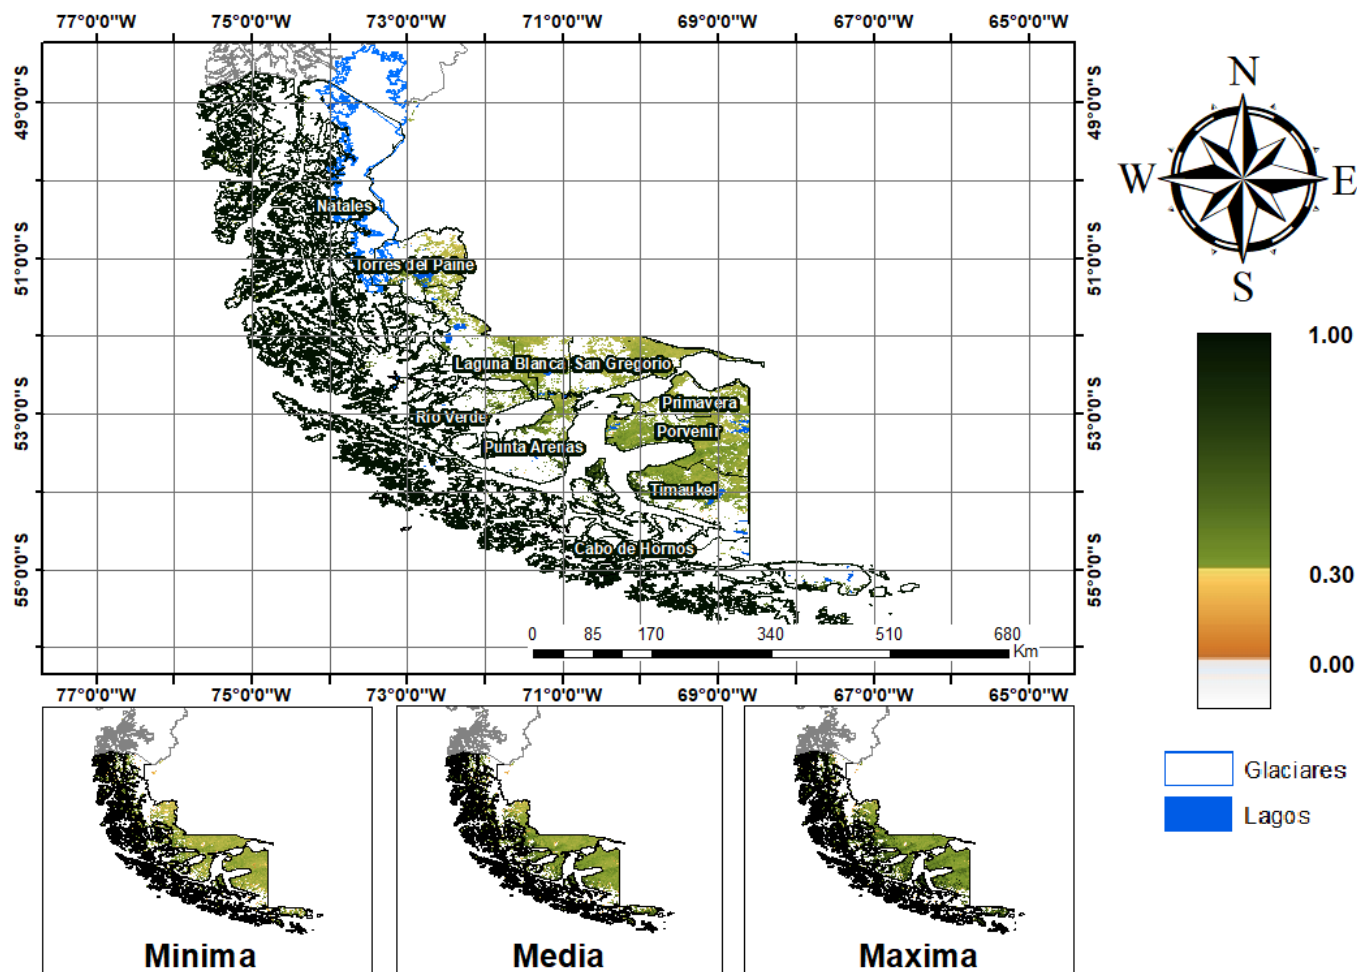 77°0'0"W 75°0'0"W 73°0'0"W 71°0'0"W 69°0'0"W 67°0'0"W 65°0'0"W
49°0'0"S
49°0'0"S
51°0'0"S
51°0'0"S
53°0'0"S
53°0'0"S
55°0'0"S
55°0'0"S
Natales
Torres del Paine
Laguna Blanca San Gregorio
Primavera
Rio Verde
Porvenir
Punta Arenas
Timaukel
Cabo de Hornos
0 85 170 340 510 680
Km
77°0'0"W 75°0'0"W 73°0'0"W 71°0'0"W 69°0'0"W 67°0'0"W 65°0'0"W
N
W E
S
1.00
0.30
0.00
Glaciares
Lagos
Minima
Media
Maxima